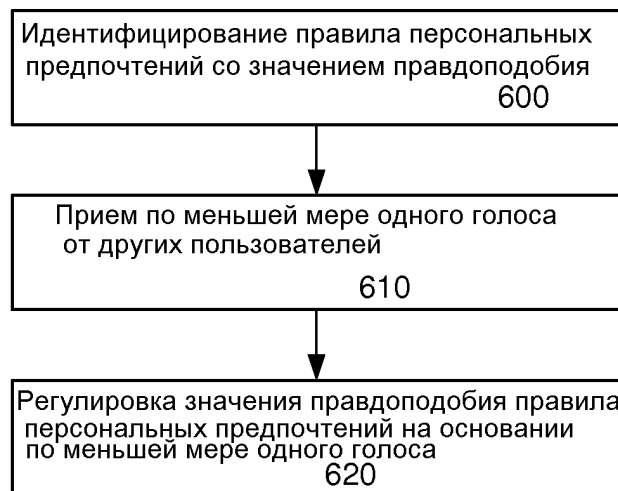 Идентифицирование правила персональных
предпочтений со значением правдоподобия
600
Прием по меньшей мере одного голоса
от других пользователей
610
Регулировка значения правдоподобия правила
персональных предпочтений на основании
по меньшей мере одного голоса
620